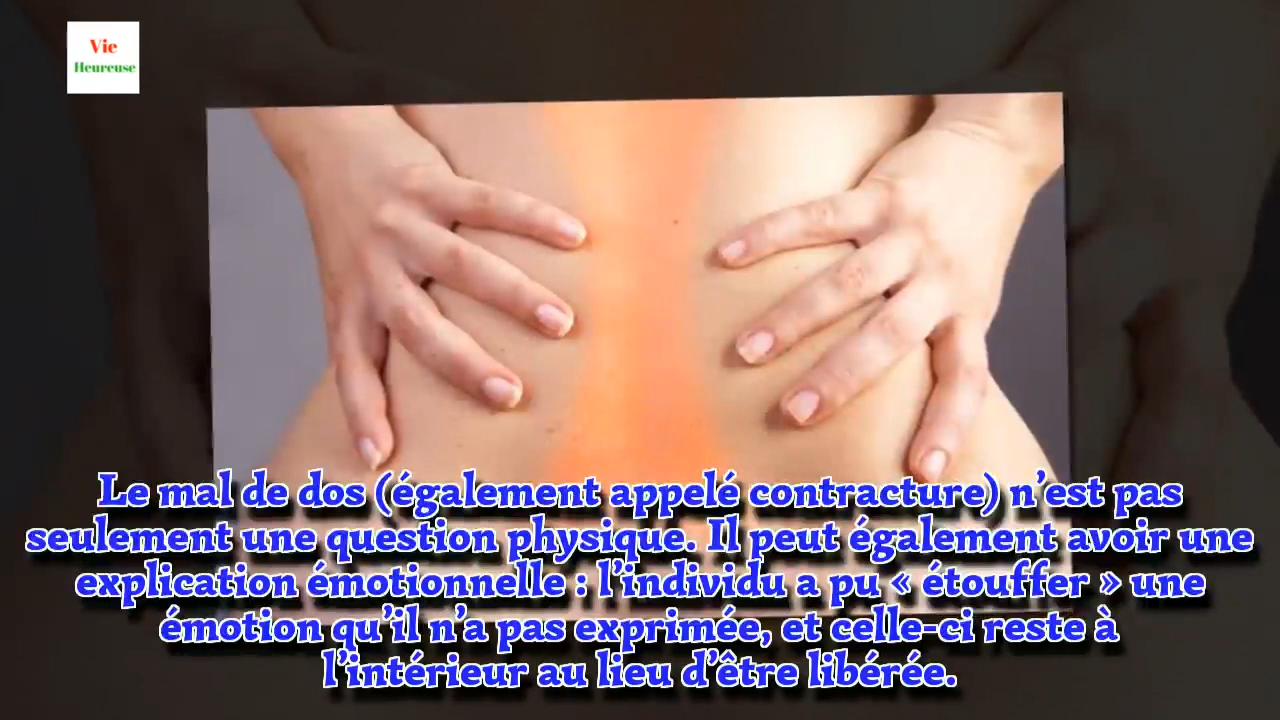 Vie
Heureuse
Le mal de dos (également appelé contracture) n’est pas
seulement une question physique. Il peut également avoir une
explication émotionnelle : l’individu a pu « étouffer » une
émotion qu’il n’a pas exprimée, et celle-ci reste à
l’intérieur au lieu d’être libérée.